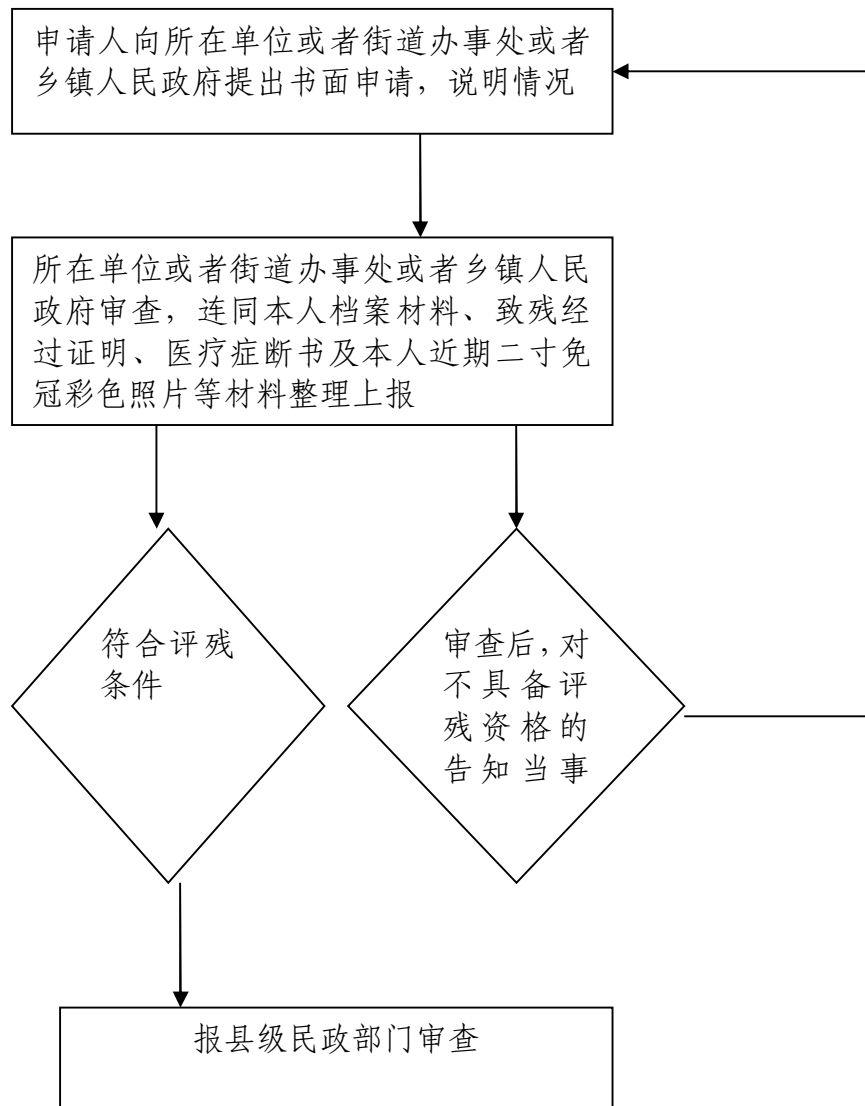 申请人向所在单位或者街道办事处或者
乡镇人民政府提出书面申请，说明情况
所在单位或者街道办事处或者乡镇人民
政府审查，连同本人档案材料、致残经
过证明、医疗症断书及本人近期二寸免
冠彩色照片等材料整理上报
符合评残
条件
审查后，对
不具备评
残资格的
告知当事
报县级民政部门审查